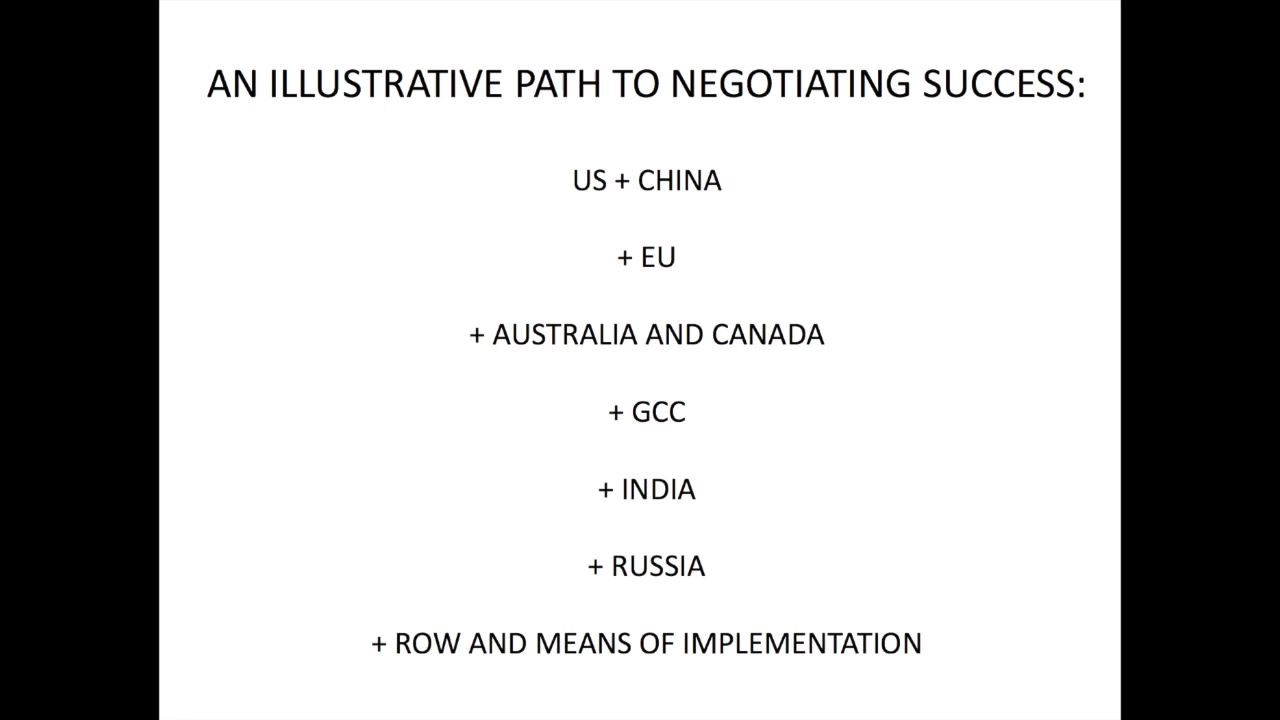 AN ILLUSTRATIVE PATH TO NEGOTIATING SUCCESS:
US + CHINA
+ EU
+ AUSTRALIA AND CANADA
+ GCC
+ INDIA
+ RUSSIA
+ ROW AND MEANS OF IMPLEMENTATION